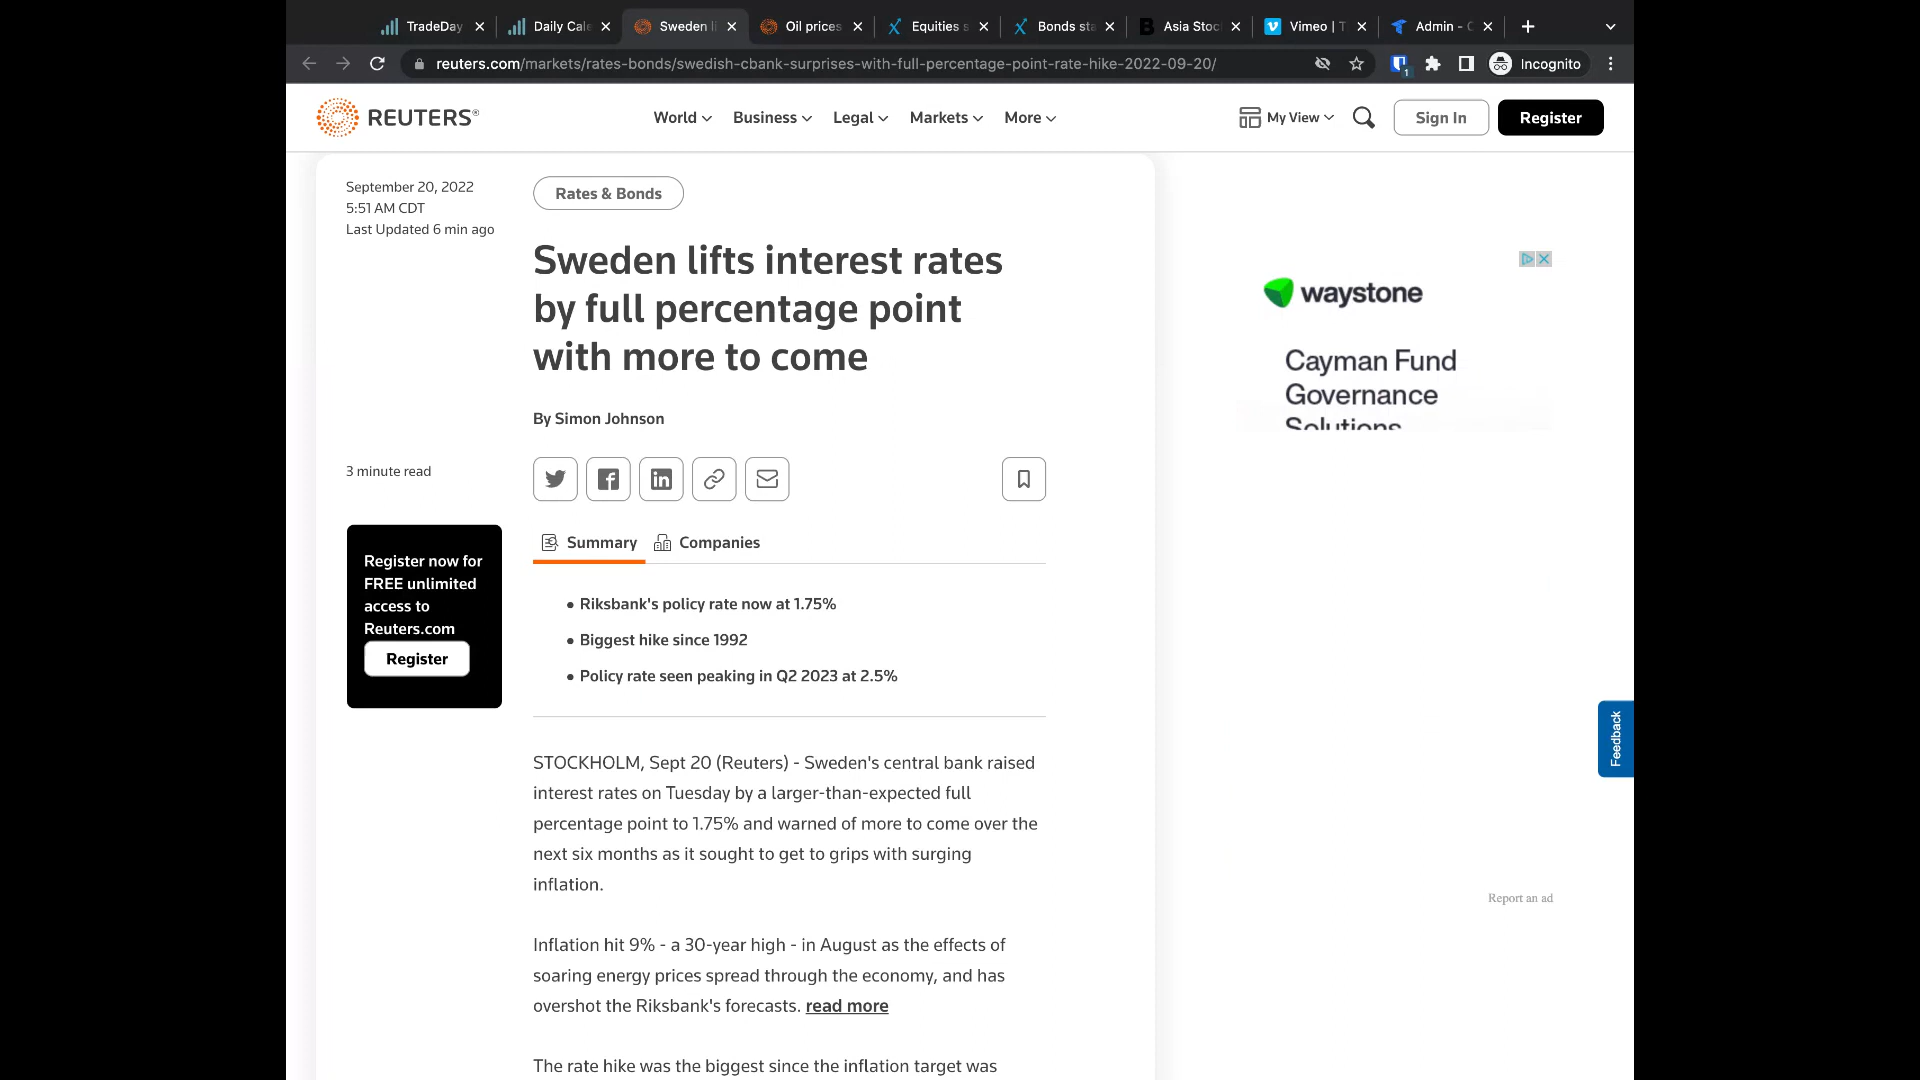 TradeDay
Daily Cale
Sweden li
Oil prices
Equities s
Bonds sta
Asia Stoc
Vimeo | T
Admin - C
reuters.com/markets/rates-bonds/swedish-cbank-surprises-with-full-percentage-point-rate-hike-2022-09-20/
1
Incognito
REUTERS®
World
Business
Legal
Markets
More
My View
Sign In
Register
September 20, 2022
5:51 AM CDT
Last Updated 6 min ago
Rates & Bonds
Sweden lifts interest rates
by full percentage point
with more to come
By Simon Johnson
3 minute read
Register now for
FREE unlimited
access to
Reuters.com
Register
Summary
Companies
• Riksbank's policy rate now at 1.75%
• Biggest hike since 1992
• Policy rate seen peaking in Q2 2023 at 2.5%
STOCKHOLM, Sept 20 (Reuters) - Sweden's central bank raised
interest rates on Tuesday by a larger-than-expected full
percentage point to 1.75% and warned of more to come over the
next six months as it sought to get to grips with surging
inflation.
Inflation hit 9% - a 30-year high - in August as the effects of
soaring energy prices spread through the economy, and has
overshot the Riksbank's forecasts. read more
The rate hike was the biggest since the inflation target was
waystone
Cayman Fund
Governance
Solutions
Feedback
Report an ad